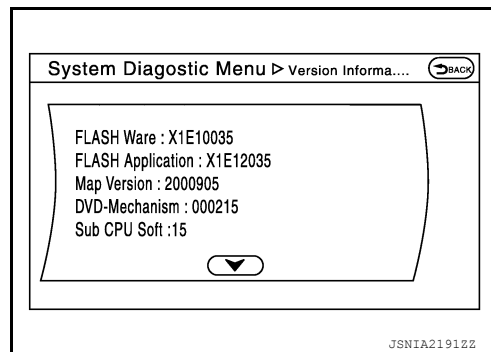 System Diagostic Menu ▷ Version Informa....
BACK
FLASH Ware : X1E10035
FLASH Application : X1E12035
Map Version : 2000905
DVD-Mechanism : 000215
Sub CPU Soft :15
JSNIA2191ZZ